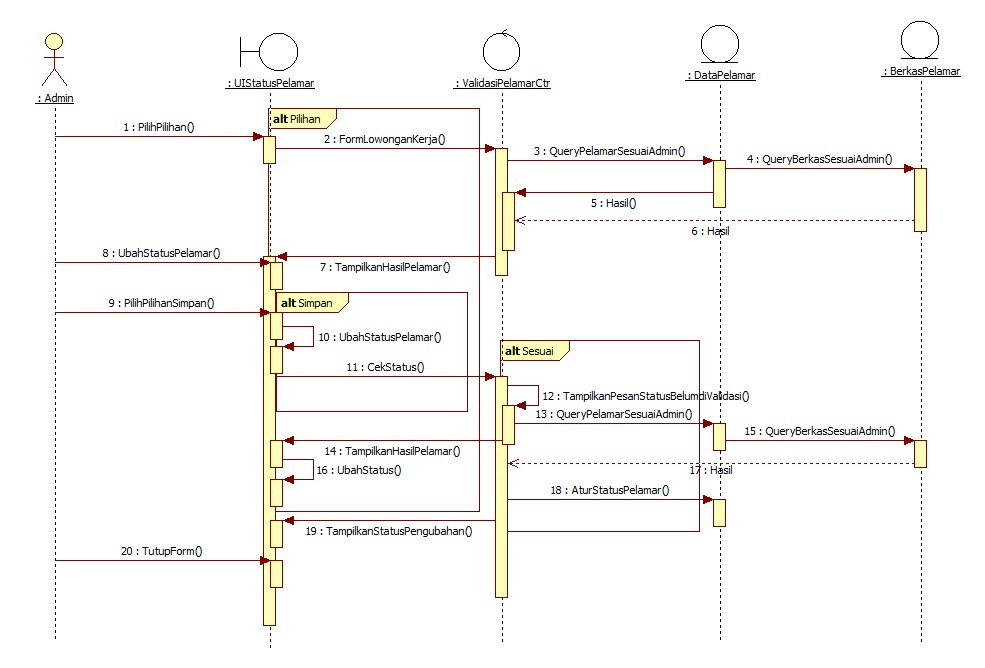 : Admin
: UIStatusPelamar
: ValidasiPelamarCtr
: DataPelamar
: BerkasPelamar
alt Pilihan
1 : PilihPilihan()
2 : FormLowonganKerja()
3 : QueryPelamarSesuaiAdmin()
4 : QueryBerkasSesuaiAdmin()
5 : Hasil()
6 : Hasil
8 : UbahStatusPelamar()
7 : TampilkanHasilPelamar()
9 : PilihPilihanSimpan()
alt Simpan
10 : UbahStatusPelamar()
alt Sesuai
11 : CekStatus()
12 : TampilkanPesanStatusBelumdiValidasi()
13 : QueryPelamarSesuaiAdmin()
15 : QueryBerkasSesuaiAdmin()
14 : TampilkanHasilPelamar()
16 : UbahStatus()
17 : Hasil
18 : AturStatusPelamar()
19 : TampilkanStatusPengubahan()
20 : TutupForm()